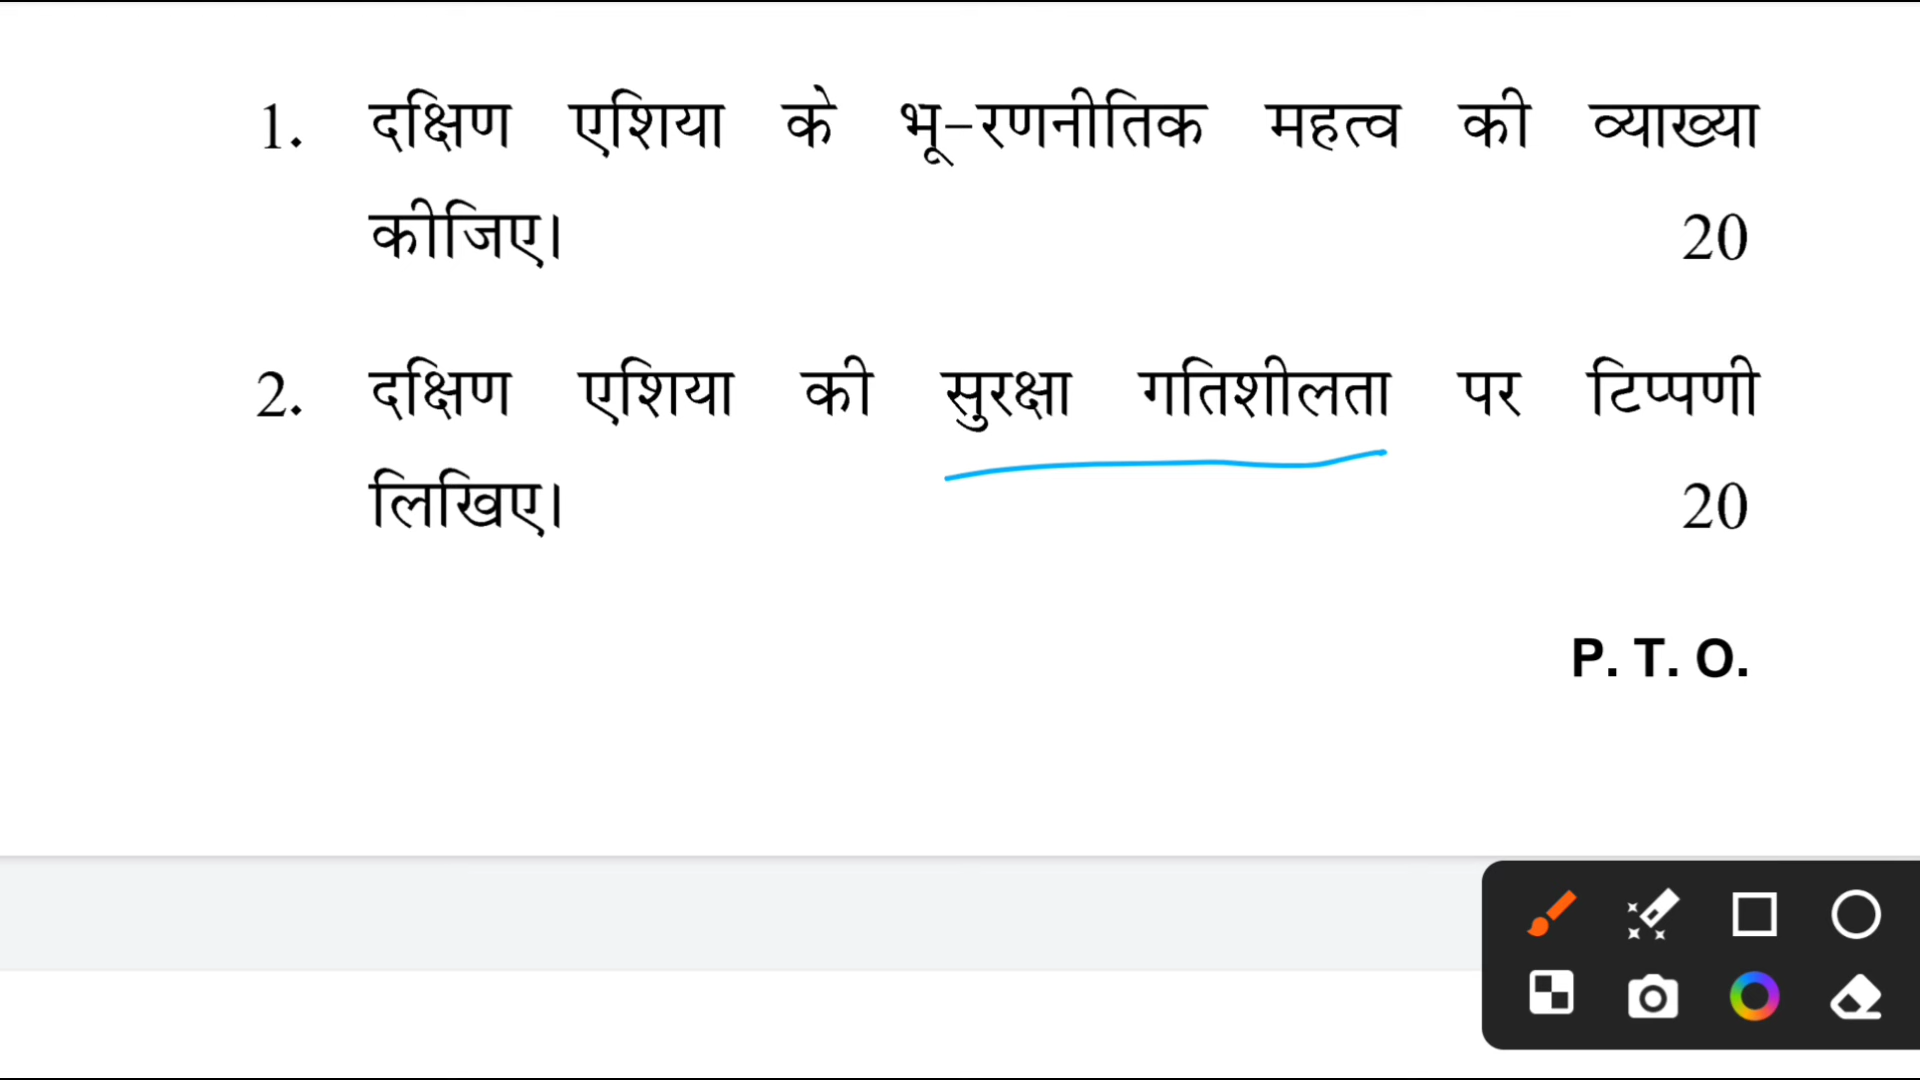 1. दक्षिण एशिया के भू-रणनीतिक महत्व की व्याख्या
कीजिए। 20
2. दक्षिण एशिया की सुरक्षा गतिशीलता पर टिप्पणी
लिखिए। 20
P. T. O.